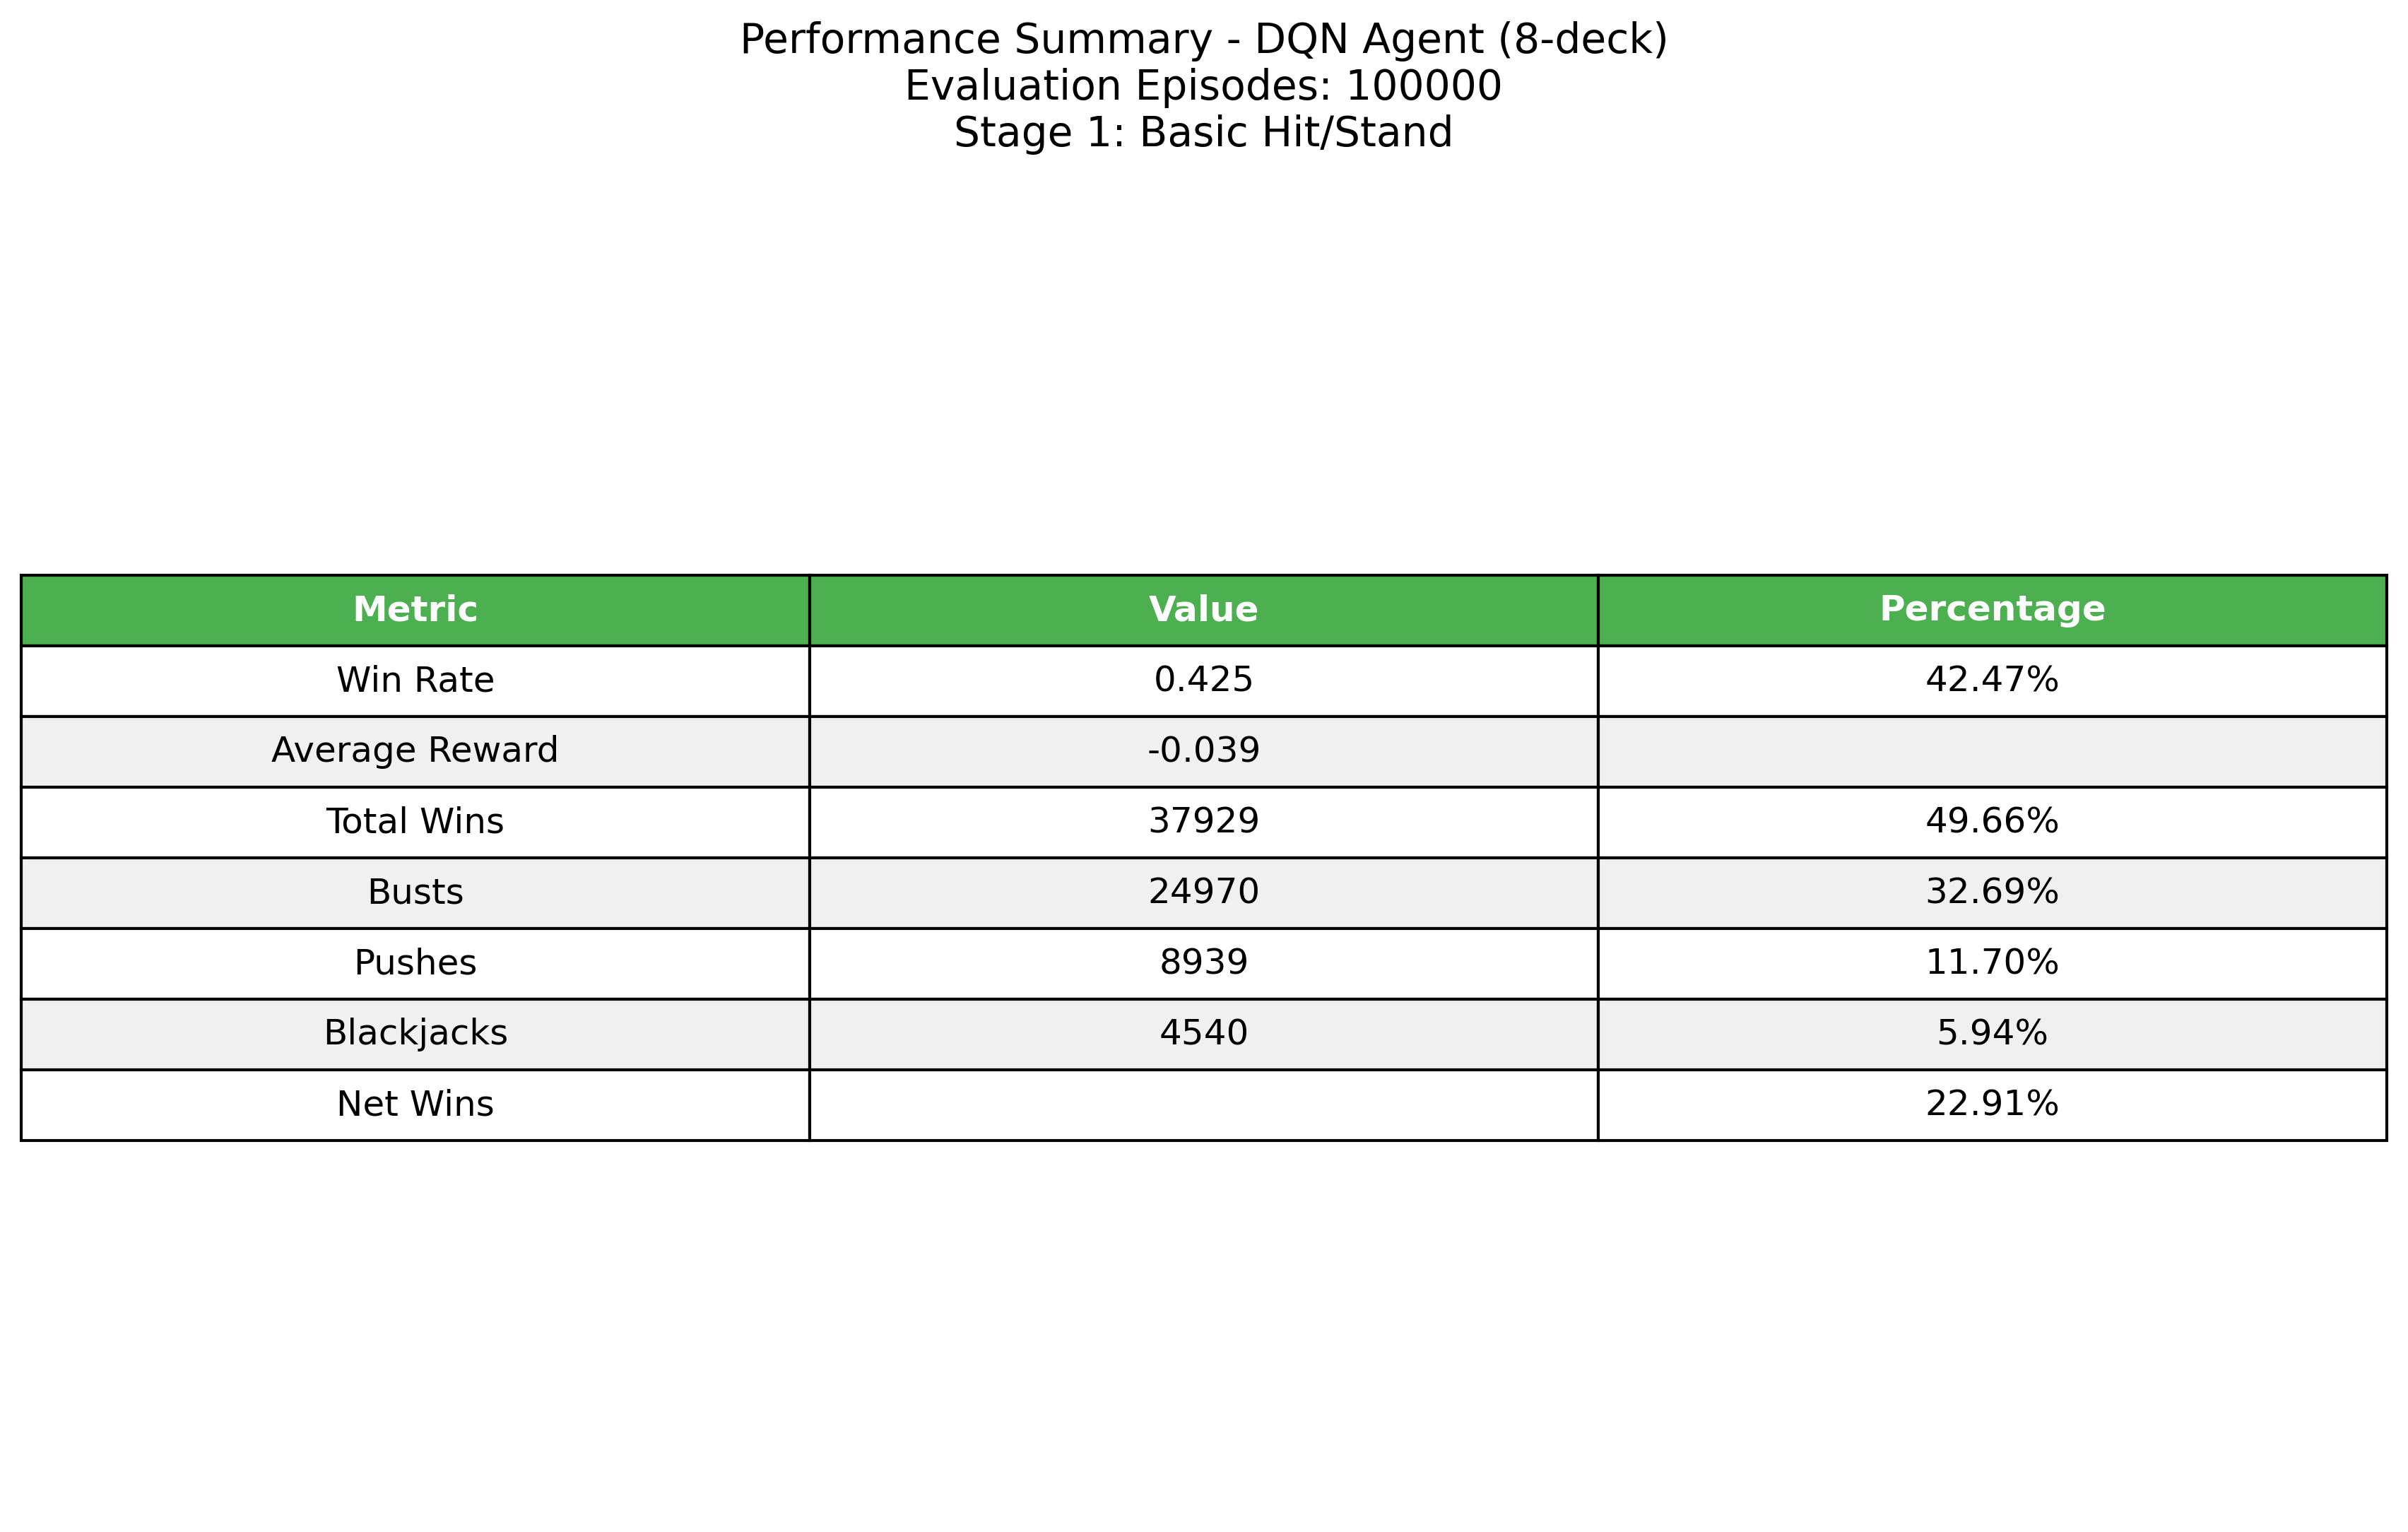 Performance Summary - DQN Agent (8-deck)
Evaluation Episodes: 100000
Stage 1: Basic Hit/Stand
Metric Value Percentage
Win Rate 0.425 42.47%
Average Reward -0.039
Total Wins 37929 49.66%
Busts 24970 32.69%
Pushes 8939 11.70%
Blackjacks 4540 5.94%
Net Wins 22.91%